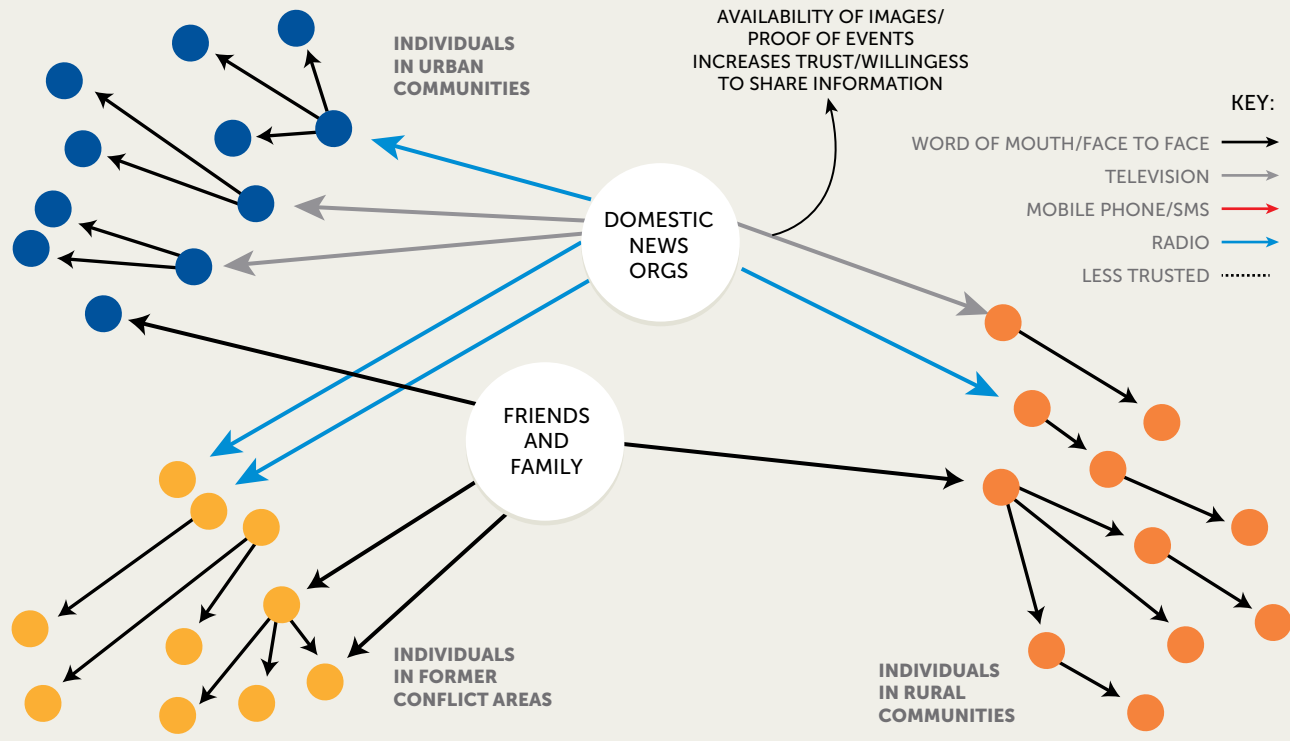 INDIVIDUALS
IN URBAN
COMMUNITIES
AVAILABILITY OF IMAGES/
PROOF OF EVENTS
INCREASES TRUST/WILLINGESS
TO SHARE INFORMATION
KEY:
WORD OF MOUTH/FACE TO FACE
TELEVISION
MOBILE PHONE/SMS
RADIO
LESS TRUSTED
DOMESTIC
NEWS
ORGS
FRIENDS
AND
FAMILY
INDIVIDUALS
IN FORMER
CONFLICT AREAS
INDIVIDUALS
IN RURAL
COMMUNITIES